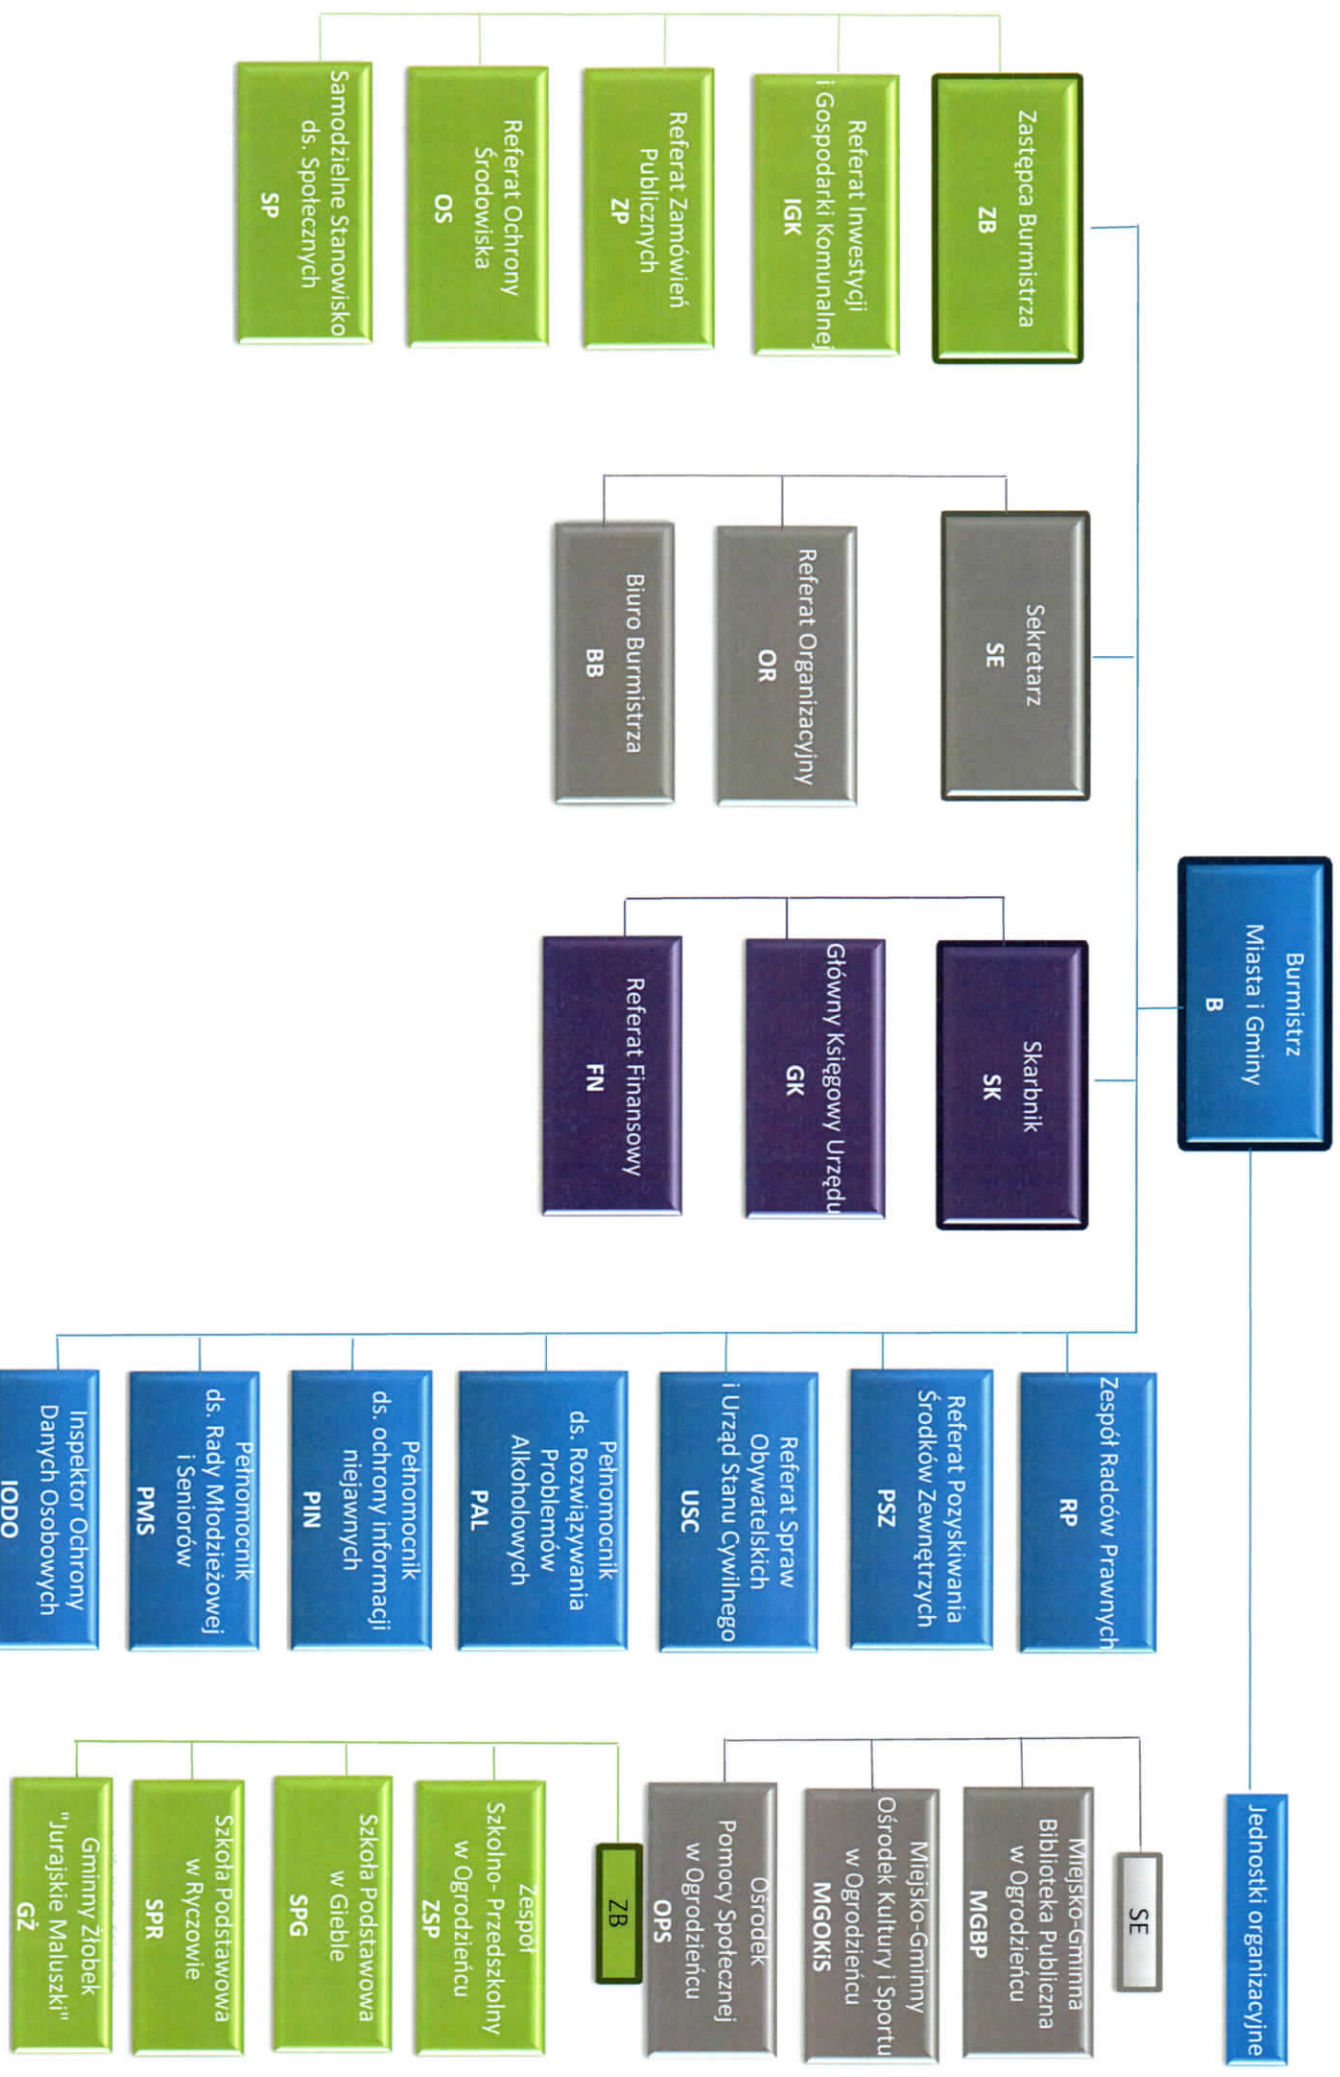 Burmistrz
Miasta i Gminy
B
Jednostki organizacyjne
Zastępca Burmistrza
ZB
Referat Inwestycji
i Gospodarki Komunalnej
IGK
Referat Zamówień
Publicznych
ZP
Referat Ochrony
Środowiska
OS
Samodzielne Stanowisko
ds. Społecznych
SP
Sekretarz
SE
Referat Organizacyjny
OR
Biuro Burmistrza
BB
Skarbnik
SK
Główny Księgowy Urzędu
GK
Referat Finansowy
FN
Zespół Radców Prawnych
RP
Referat Pozyskiwania
Środków Zewnętrzych
PSZ
Referat Spraw
Obywatelskich
i Urząd Stanu Cywilnego
USC
Pełnomocnik
ds. Rozwiązywania
Problemów
Alkoholowych
PAL
Pełnomocnik
ds. ochrony informacji
niejawnych
PIN
Pełnomocnik
ds. Rady Młodzieżowej
i Seniorów
PMS
Inspektor Ochrony
Danych Osobowych
IODO
SE
Miejsko-Gminna
Biblioteka Publiczna
w Ogrodzieńcu
MGBP
Miejsko-Gminny
Ośrodek Kultury i Sportu
w Ogrodzieńcu
MGOKiS
Ośrodek
Pomocy Społecznej
w Ogrodzieńcu
OPS
ZB
Zespół
Szkolno- Przedszkolny
w Ogrodzieńcu
ZSP
Szkoła Podstawowa
w Gieble
SPG
Szkoła Podstawowa
w Ryczowie
SPR
Gminny Żłobek
"Jurajskie Maluszki"
GŻ